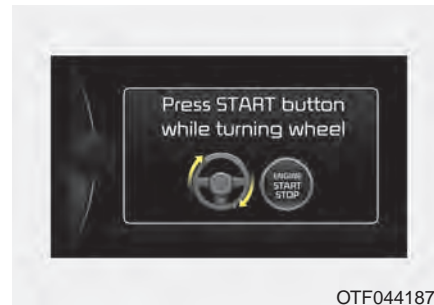 Press START button
while turning wheel
ENGINE
START
STOP
OTF044187